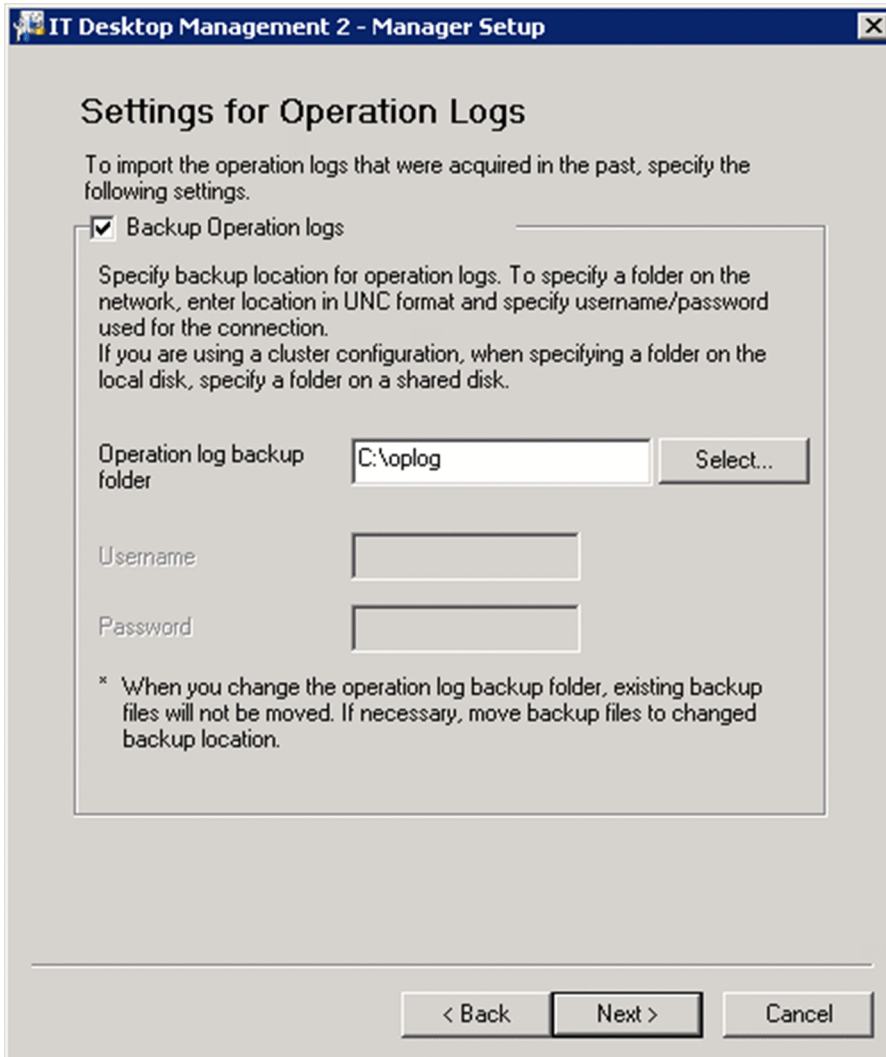 IT Desktop Management 2 - Manager Setup
Settings for Operation Logs
To import the operation logs that were acquired in the past, specify the
following settings.
Backup Operation logs
Specify backup location for operation logs. To specify a folder on the
network, enter location in UNC format and specify username/password
used for the connection.
If you are using a cluster configuration, when specifying a folder on the
local disk, specify a folder on a shared disk.
Operation log backup
folder
C:\oplog
Select...
Username
Password
* When you change the operation log backup folder, existing backup
files will not be moved. If necessary, move backup files to changed
backup location.
< Back
Next >
Cancel